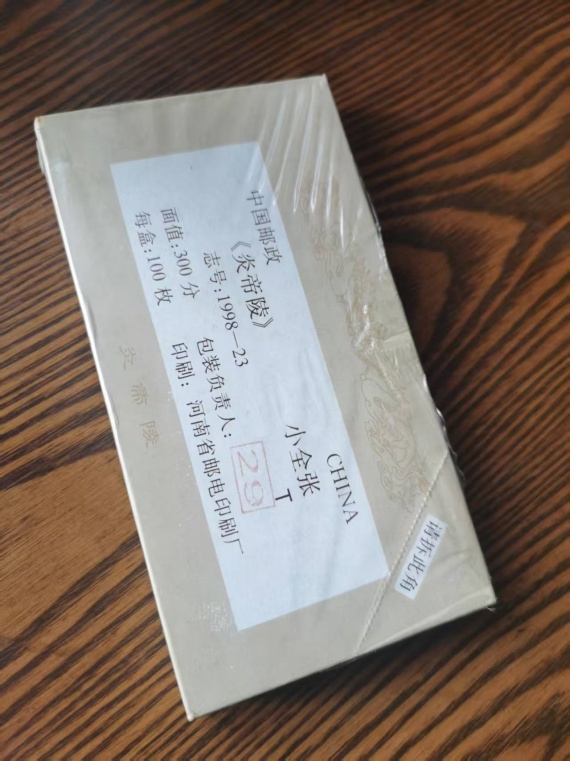 中国邮政 CHINA
《炎帝陵》 小全张
志号:1998—23 T
面值:300分 包装负责人: 29
每盒:100枚 印刷: 河南省邮电印刷厂
炎帝陵
请拆此角